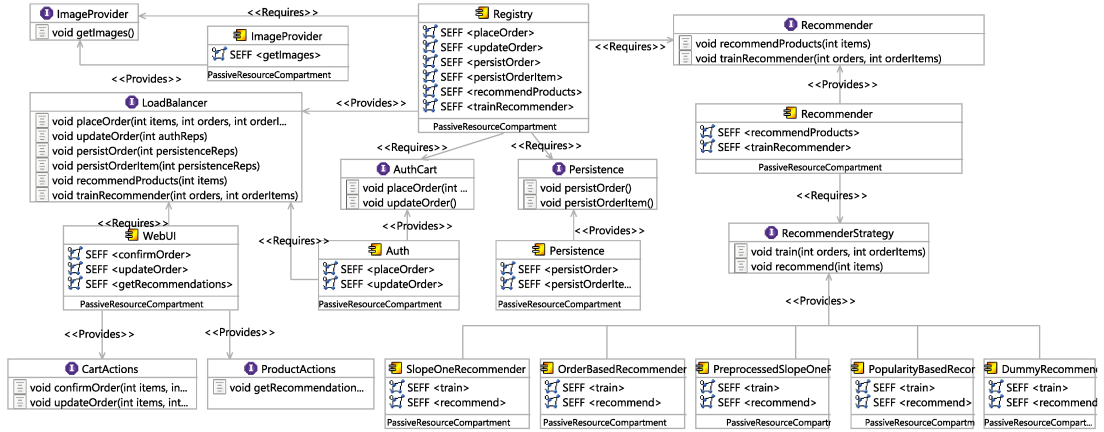 ImageProvider
void getImages()
<<Requires>>
ImageProvider
SEFF <getImages>
PassiveResourceCompartment
<<Provides>>
Registry
SEFF <placeOrder>
SEFF <updateOrder>
SEFF <persistOrder>
SEFF <persistOrderItem>
SEFF <recommendProducts>
SEFF <trainRecommender>
PassiveResourceCompartment
<<Requires>>
Recommender
void recommendProducts(int items)
void trainRecommender(int orders, int orderItems)
<<Provides>>
Recommender
SEFF <recommendProducts>
SEFF <trainRecommender>
PassiveResourceCompartment
<<Provides>>
LoadBalancer
void placeOrder(int items, int orders, int orderI...
void updateOrder(int authReps)
void persistOrder(int persistenceReps)
void persistOrderItem(int persistenceReps)
void recommendProducts(int items)
void trainRecommender(int orders, int orderItems)
<<Requires>>
<<Requires>>
AuthCart
void placeOrder(int ...
void updateOrder()
Persistence
void persistOrder()
void persistOrderItem()
<<Requires>>
RecommenderStrategy
void train(int orders, int orderItems)
void recommend(int items)
<<Requires>>
WebUI
SEFF <confirmOrder>
SEFF <updateOrder>
SEFF <getRecommendations>
PassiveResourceCompartment
<<Requires>>
<<Provides>>
Auth
SEFF <placeOrder>
SEFF <updateOrder>
PassiveResourceCompartment
<<Provides>>
Persistence
SEFF <persistOrder>
SEFF <persistOrderIte...
PassiveResourceCompartment
<<Provides>>
<<Provides>>
<<Provides>>
CartActions
void confirmOrder(int items, in...
void updateOrder(int items, int...
ProductActions
void getRecommendation...
SlopeOneRecommender
SEFF <train>
SEFF <recommend>
PassiveResourceCompartment
OrderBasedRecommender
SEFF <train>
SEFF <recommend>
PassiveResourceCompartment
PreprocessedSlopeOneR
SEFF <train>
SEFF <recommend>
PassiveResourceCompartm
PopularityBasedRecor
SEFF <train>
SEFF <recommend>
PassiveResourceCompartm
DummyRecommen
SEFF <train>
SEFF <recommend>
PassiveResourceCompart...